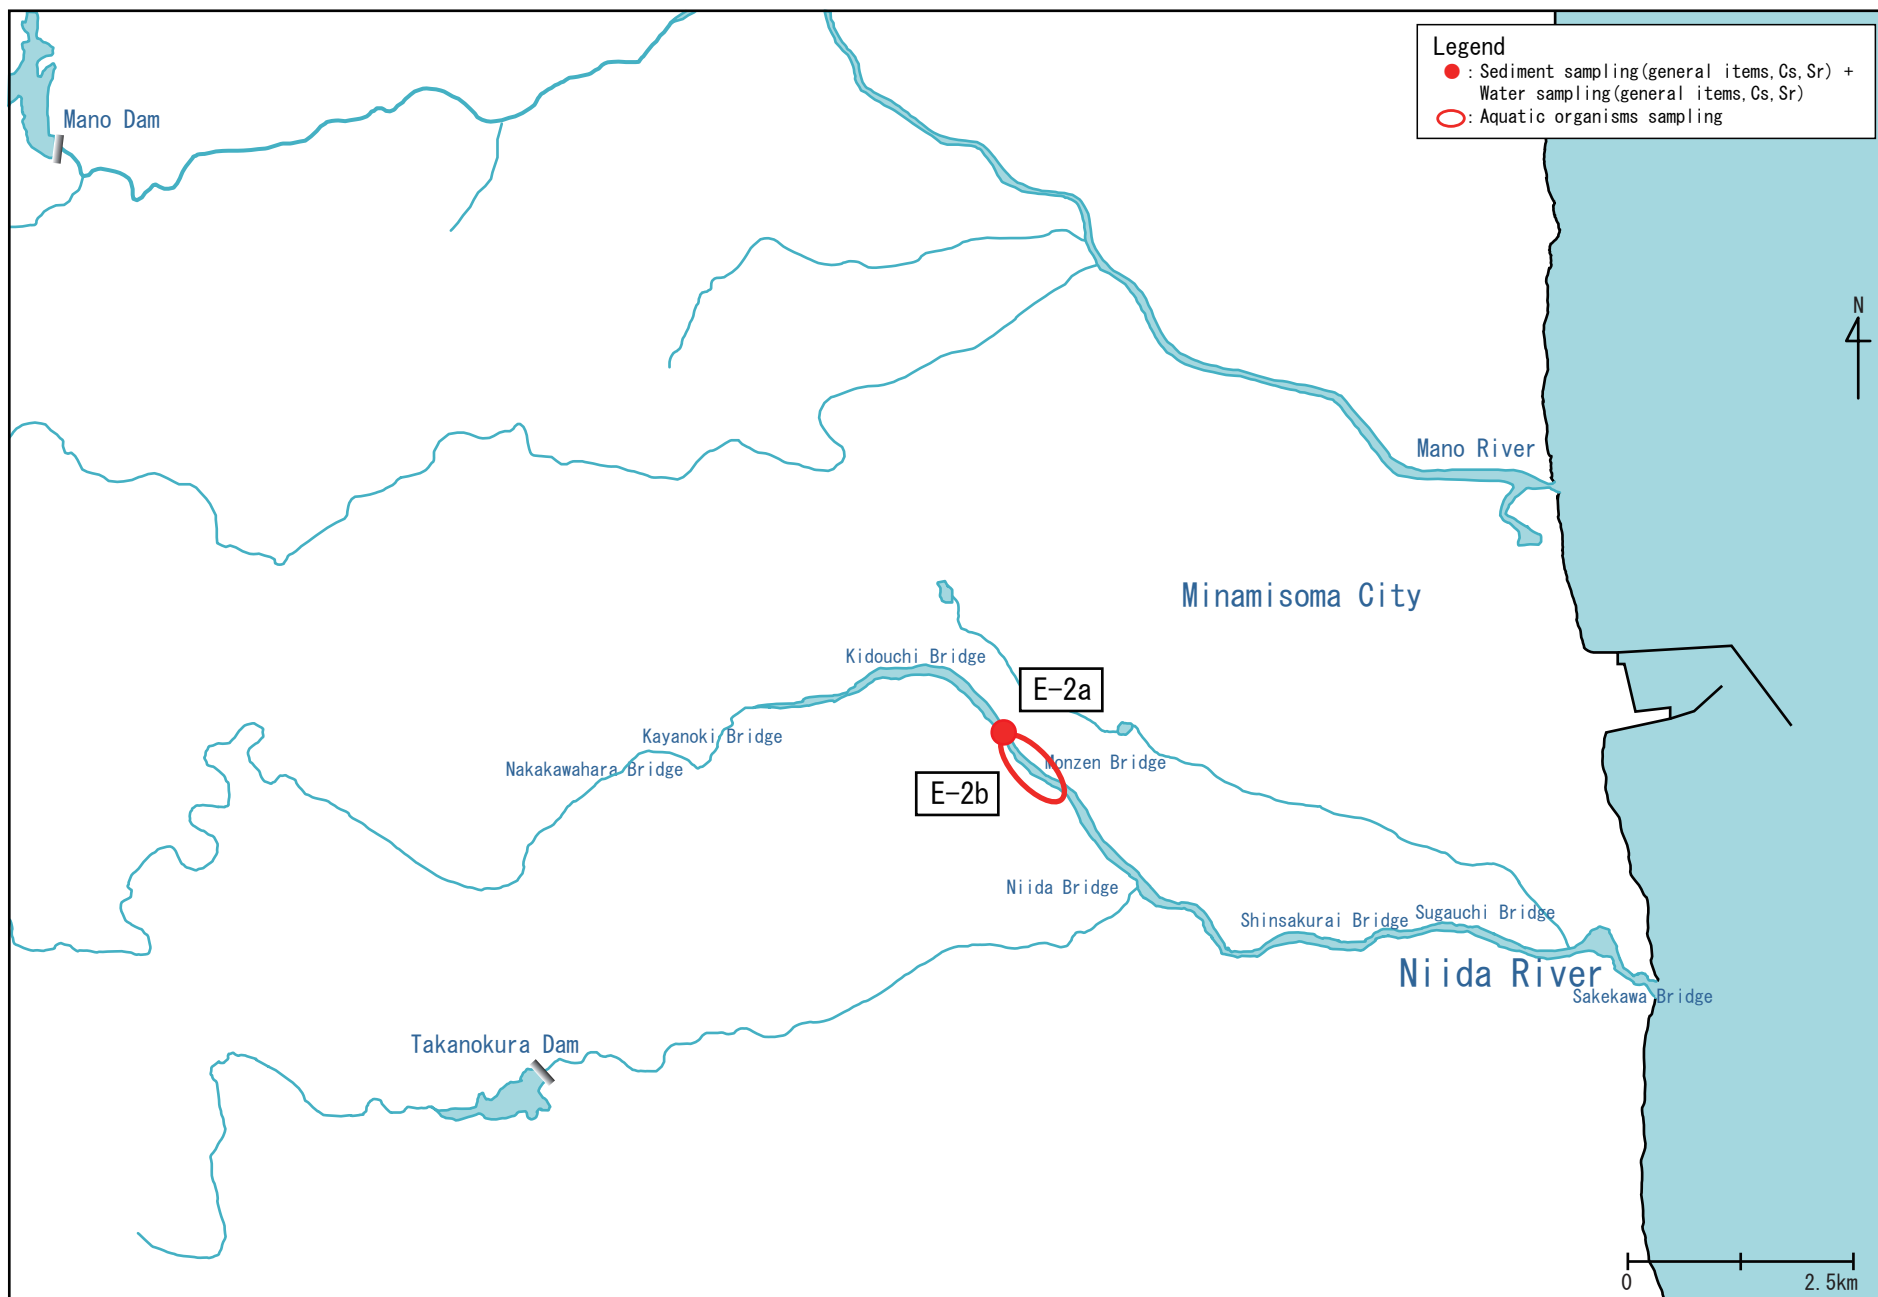 Legend
: Sediment sampling(general items,Cs,Sr) +
Water sampling(general items,Cs,Sr)
: Aquatic organisms sampling
Mano Dam
N
Mano River
Minamisoma City
Kidouchi Bridge
E-2a
Kayanoki Bridge
Monzen Bridge
Nakakawahara Bridge
E-2b
Niida Bridge
Shinsakurai Bridge
Sugauchi Bridge
Niida River
Sakekawa Bridge
Takanokura Dam
0
2.5km